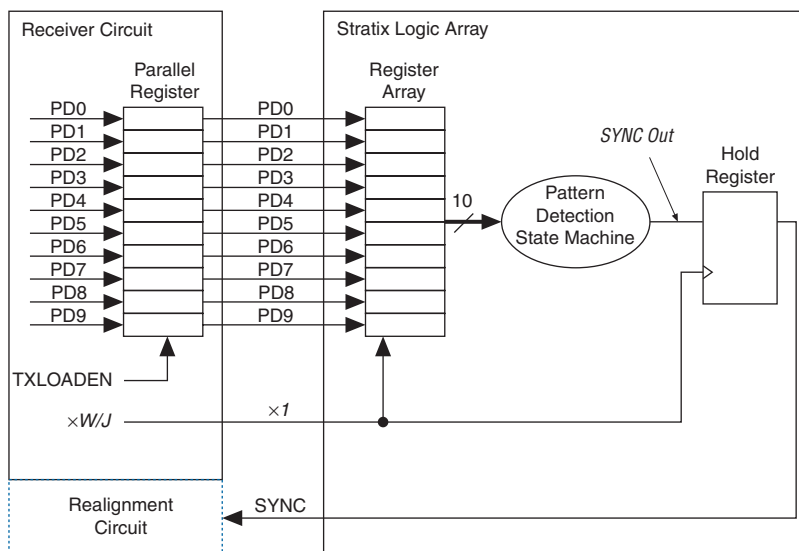 Receiver Circuit
Stratix Logic Array
Parallel
Register
Register
Array
PD0
PD1
PD2
PD3
PD4
PD5
PD6
PD7
PD8
PD9
PD0
PD1
PD2
PD3
PD4
PD5
PD6
PD7
PD8
PD9
10
Pattern
Detection
State Machine
SYNC Out
Hold
Register
TXLOADEN
×W/J
×1
Realignment
Circuit
SYNC